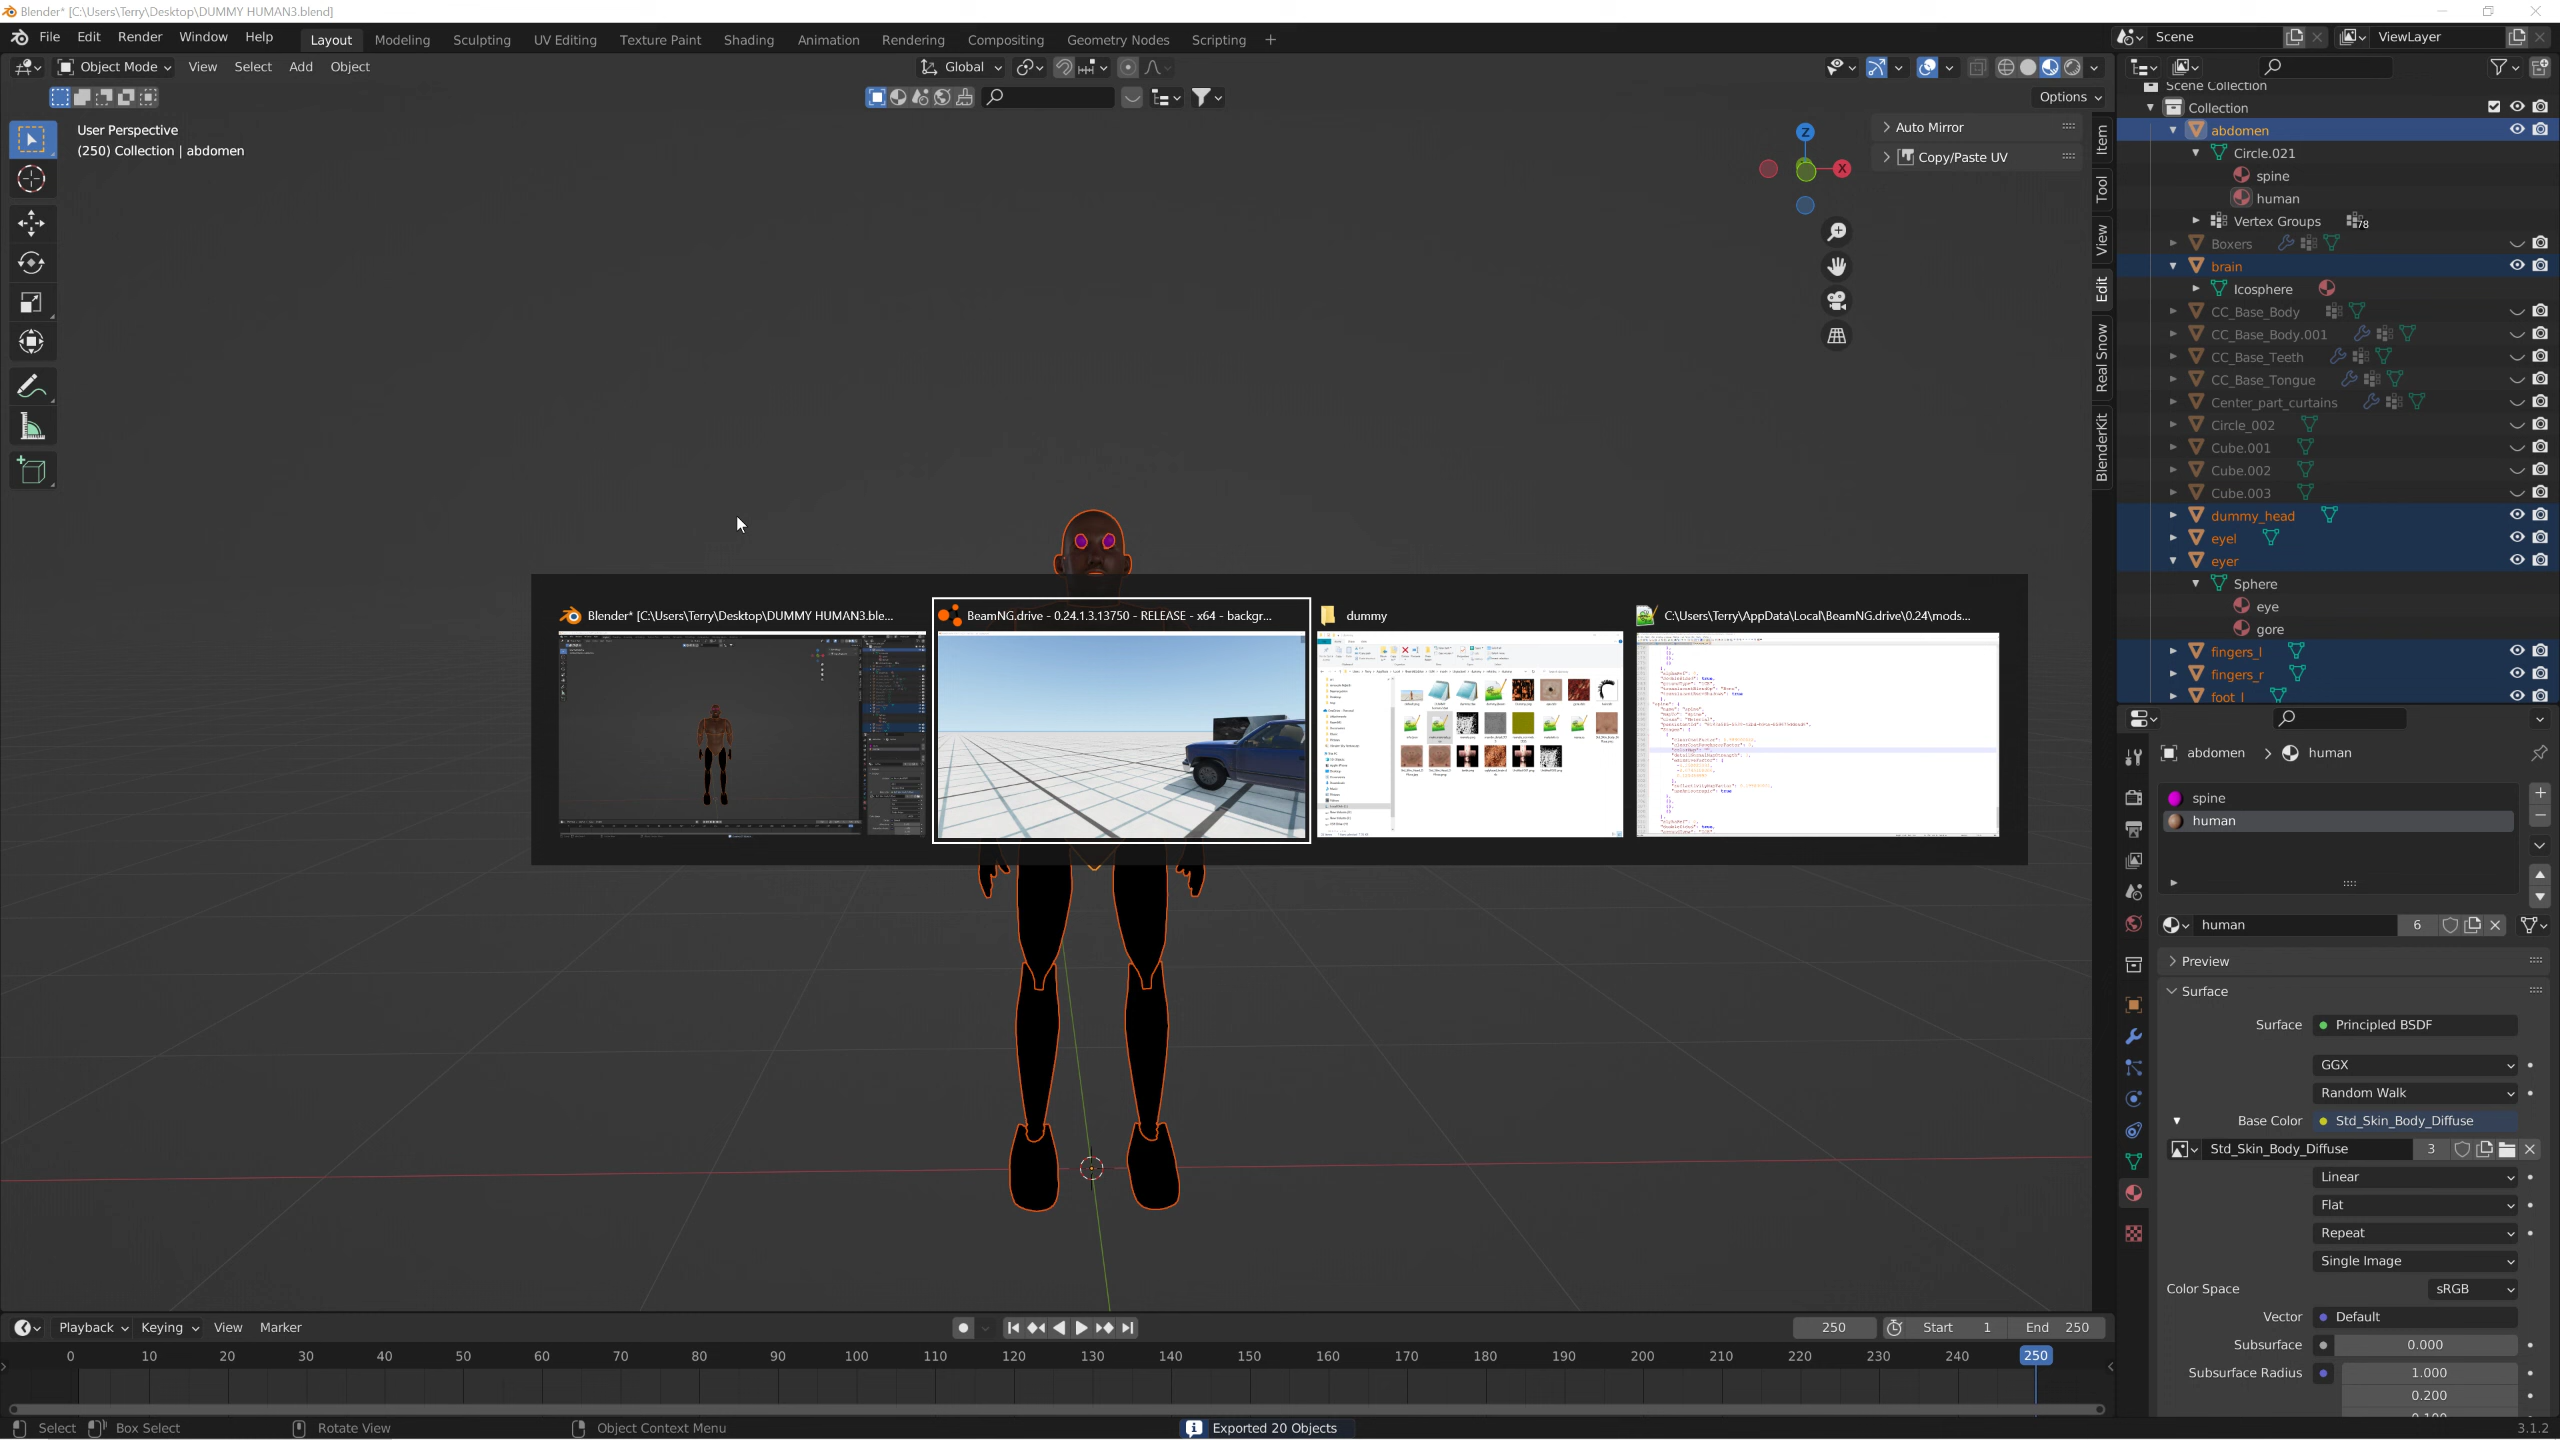 Blender* [C:\Users\Terry\Desktop\DUMMY HUMAN3.blend]
File Edit Render Window Help Layout Modeling Sculpting UV Editing Texture Paint Shading Animation Rendering Compositing Geometry Nodes Scripting + Scene ViewLayer
Object Mode View Select Add Object Global
Options
User Perspective
(250) Collection | abdomen
Z
X
Auto Mirror
Copy/Paste UV
Item
Tool
View
Edit
Real Snow
BlenderKit
Scene Collection
Collection
abdomen
Circle.021
spine
human
Vertex Groups 78
Boxers
brain
Icosphere
CC_Base_Body
CC_Base_Body.001
CC_Base_Teeth
CC_Base_Tongue
Center_part_curtains
Circle_002
Cube.001
Cube.002
Cube.003
dummy_head
eyel
eyer
Sphere
eye
gore
fingers_l
fingers_r
foot_l
Blender* [C:\Users\Terry\Desktop\DUMMY HUMAN3.ble...
BeamNG.drive - 0.24.1.3.13750 - RELEASE - x64 - backgr...
dummy
C:\Users\Terry\AppData\Local\BeamNG.drive\0.24\mods...
abdomen > human
spine
human
human 6
Preview
Surface
Surface Principled BSDF
GGX
Random Walk
Base Color Std_Skin_Body_Diffuse
Std_Skin_Body_Diffuse 3
Linear
Flat
Repeat
Single Image
Color Space sRGB
Vector Default
Subsurface 0.000
Subsurface Radius 1.000
0.200
0.100
Playback Keying View Marker 250 Start 1 End 250
0 10 20 30 40 50 60 70 80 90 100 110 120 130 140 150 160 170 180 190 200 210 220 230 240 250
Select Box Select Rotate View Object Context Menu Exported 20 Objects 3.1.2